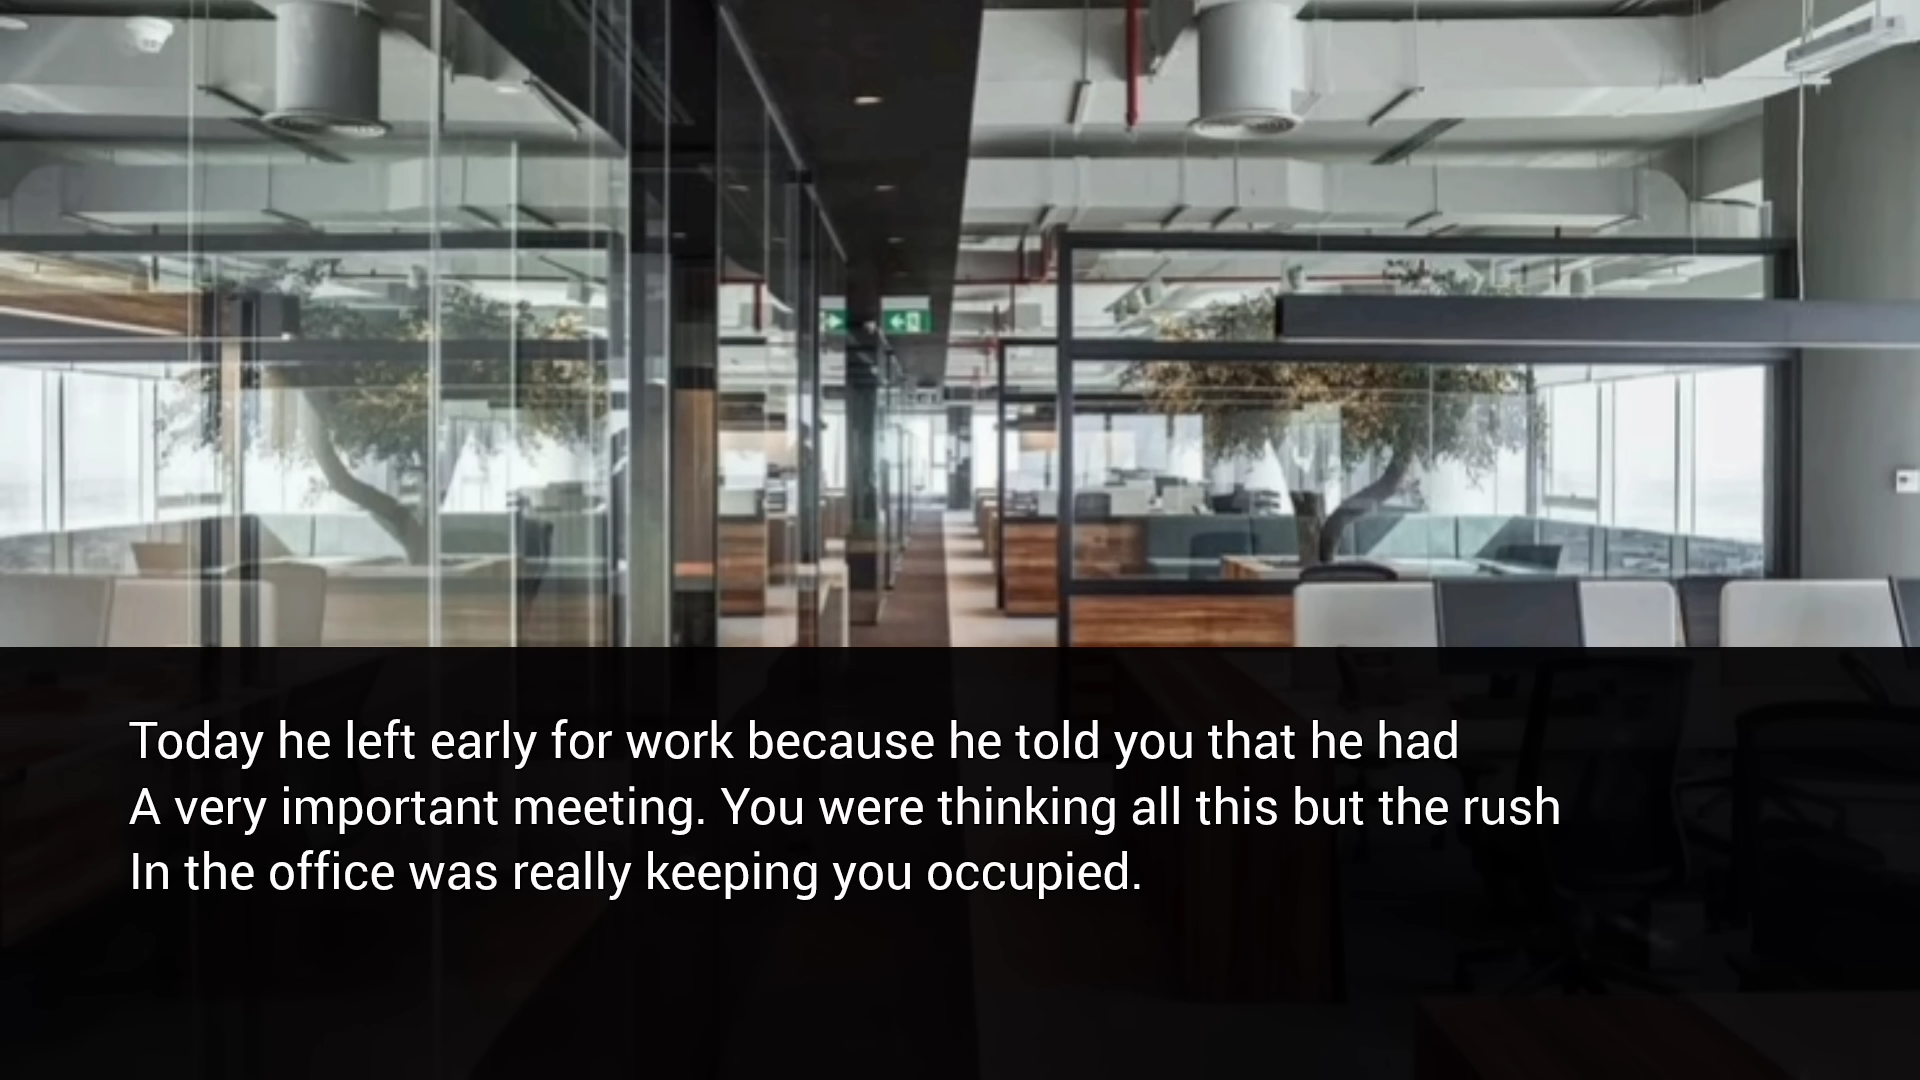 Today he left early for work because he told you that he had
A very important meeting. You were thinking all this but the rush
In the office was really keeping you occupied.